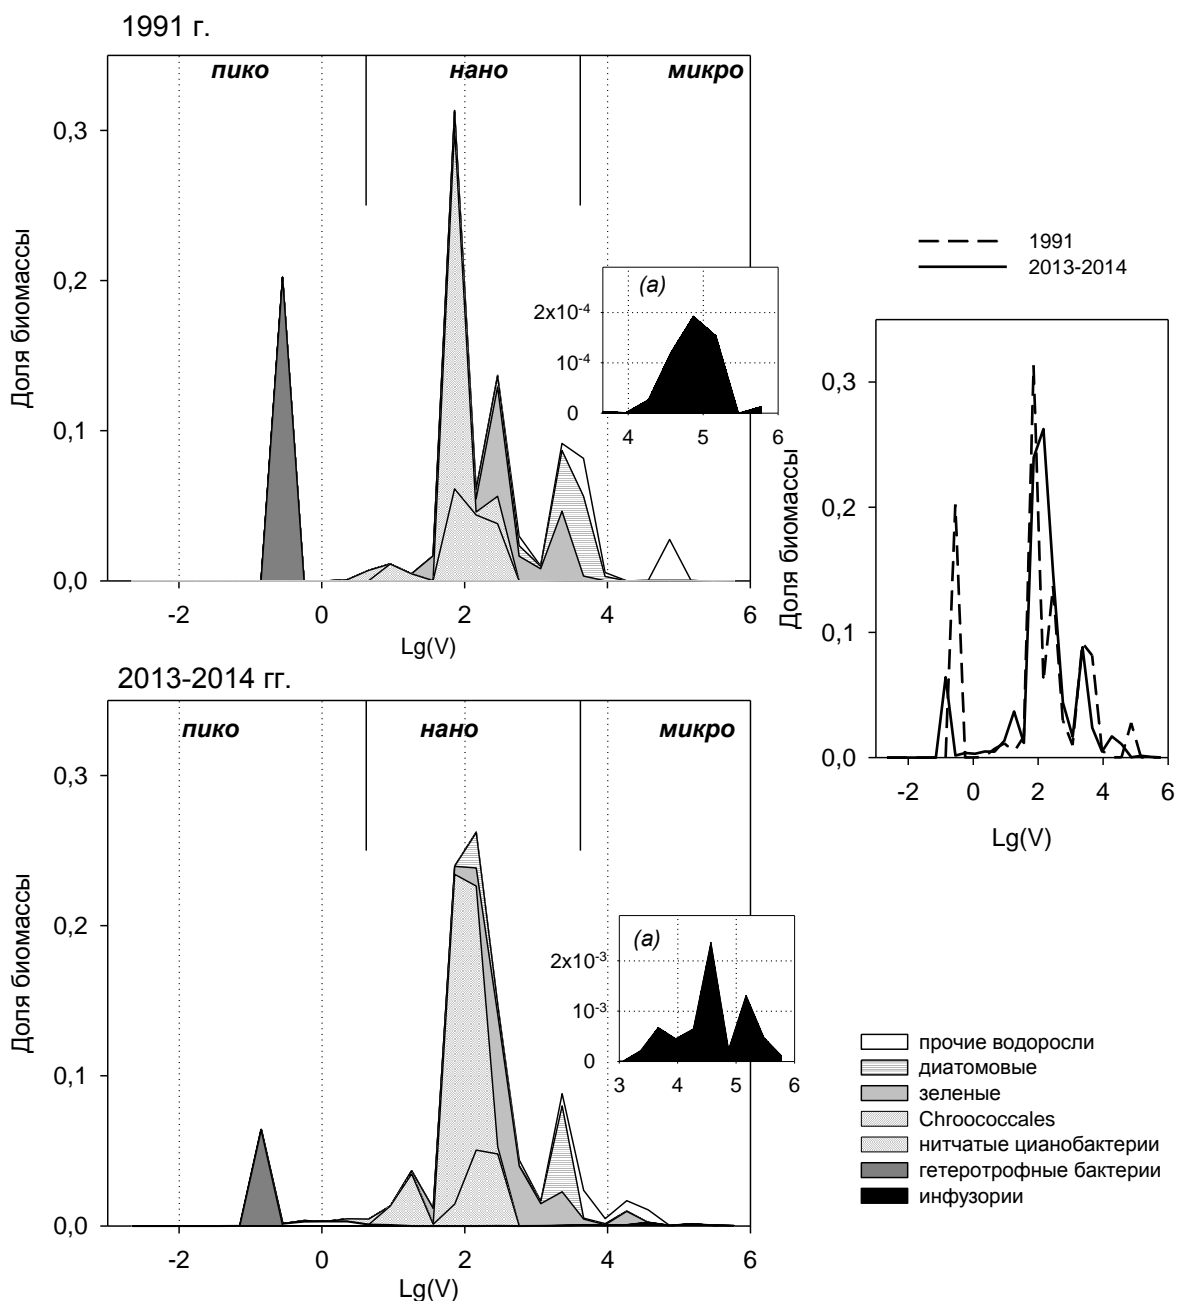 1991 г.
пико нано микро
0,3
0,2
0,1
0,0
Доля биомассы
-2 0 2 4 6
Lg(V)
(a)
2x10-4
10-4
0
4 5 6
1991
2013-2014
0,3
0,2
0,1
0,0
Доля биомассы
-2 0 2 4 6
Lg(V)
2013-2014 гг.
пико нано микро
0,3
0,2
0,1
0,0
Доля биомассы
-2 0 2 4 6
Lg(V)
(a)
2x10-3
10-3
0
3 4 5 6
прочие водоросли
диатомовые
зеленые
Chroococcales
нитчатые цианобактерии
гетеротрофные бактерии
инфузории